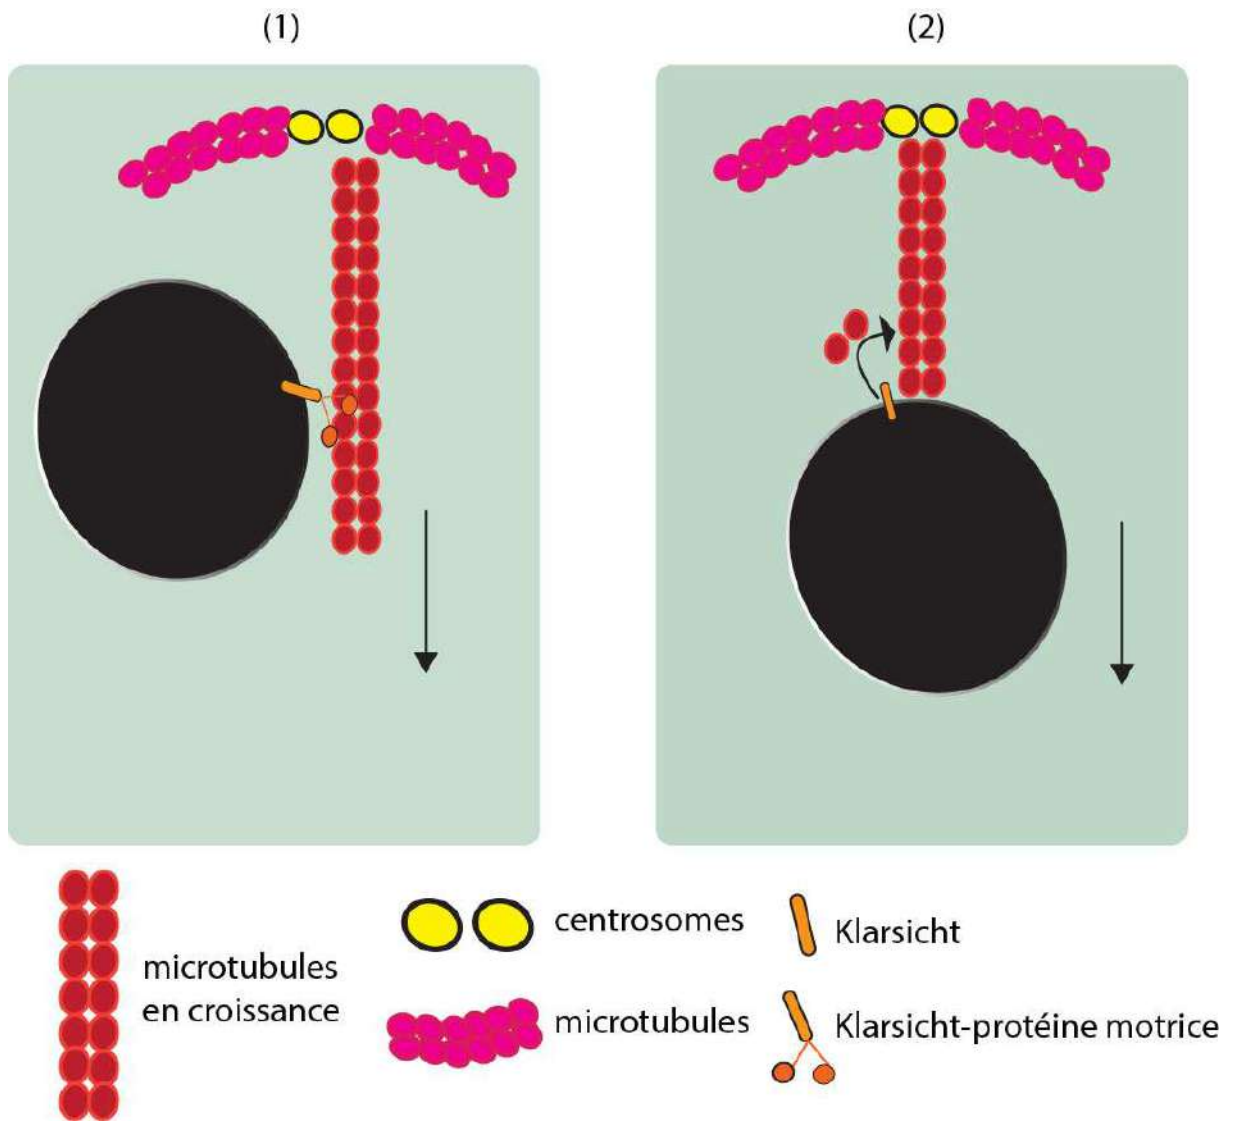 (1)
(2)
microtubules
en croissance
centrosomes
microtubules
Klarsicht
Klarsicht-protéine motrice